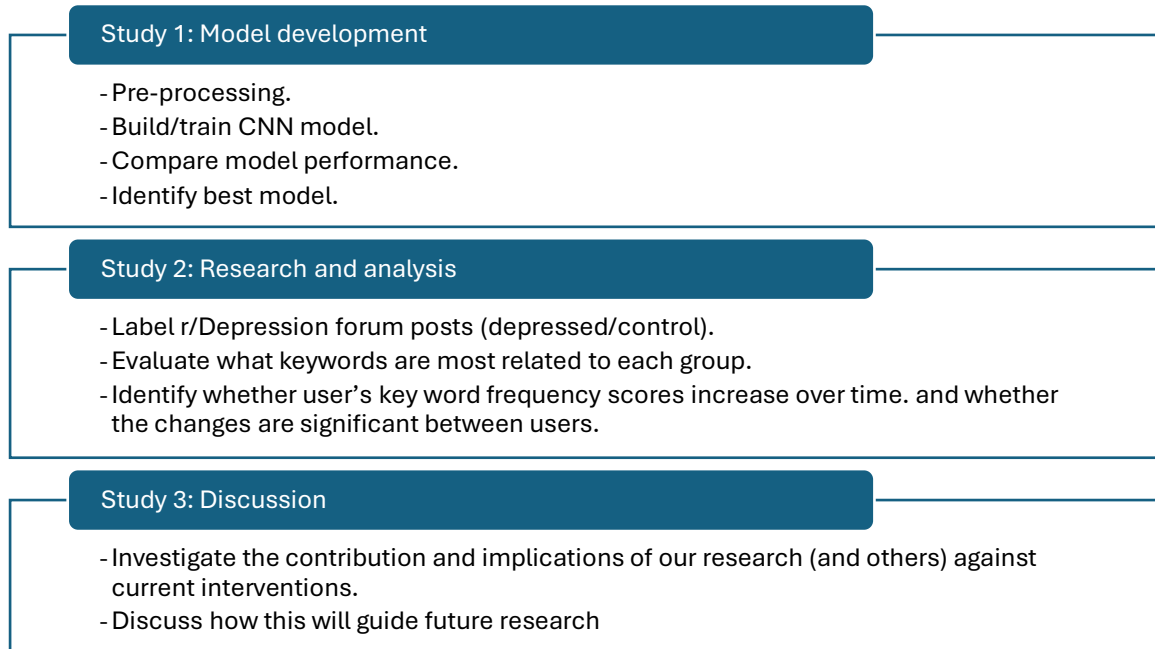 Study 1: Model development
- Pre-processing.
- Build/train CNN model.
- Compare model performance.
- Identify best model.
Study 2: Research and analysis
- Label r/Depression forum posts (depressed/control).
- Evaluate what keywords are most related to each group.
- Identify whether user’s key word frequency scores increase over time. and whether
the changes are significant between users.
Study 3: Discussion
- Investigate the contribution and implications of our research (and others) against
current interventions.
- Discuss how this will guide future research